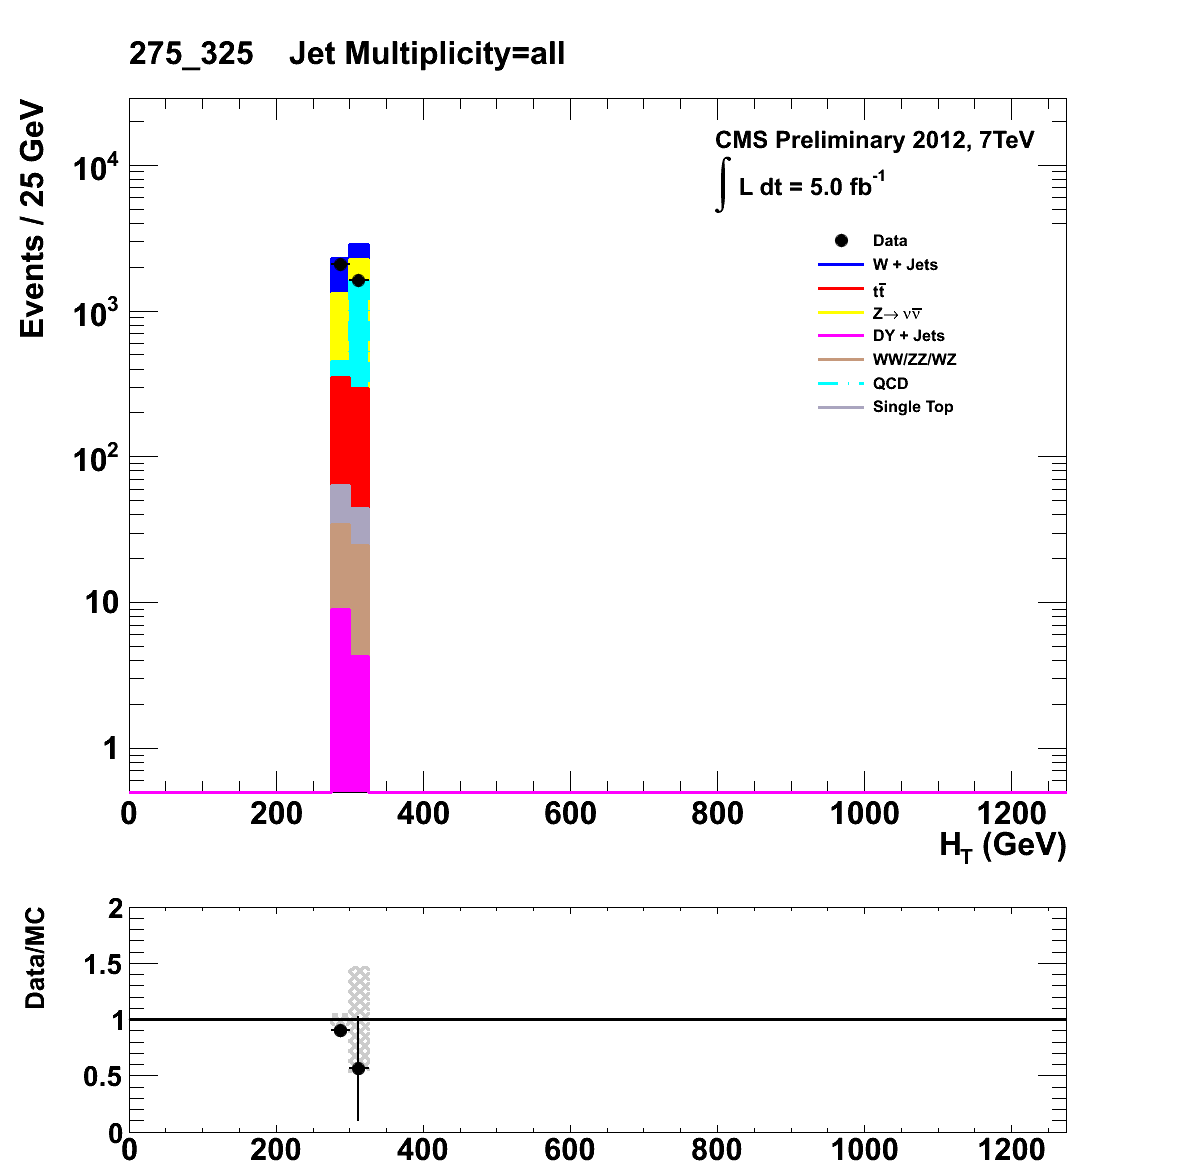 275_325 Jet Multiplicity=all
Events / 25 GeV
CMS Preliminary 2012, 7TeV
∫ L dt = 5.0 fb⁻¹
Data
W + Jets
tt̅
Z→ νν̅
DY + Jets
WW/ZZ/WZ
QCD
Single Top
10⁴
10³
10²
10
1
0 200 400 600 800 1000 1200
H_T (GeV)
Data/MC
2
1.5
1
0.5
0
0 200 400 600 800 1000 1200